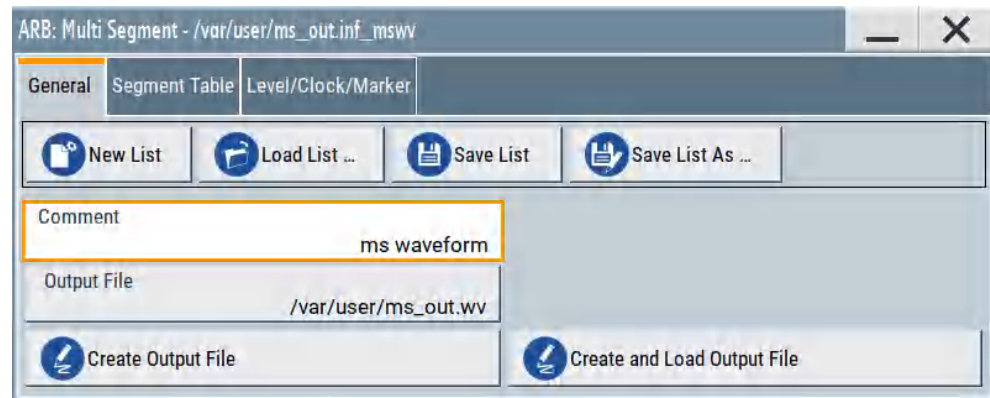 ARB: Multi Segment - /var/user/ms_out.inf_mswv
General Segment Table Level/Clock/Marker
New List Load List ... Save List Save List As ...
Comment
ms waveform
Output File
/var/user/ms_out.wv
Create Output File Create and Load Output File